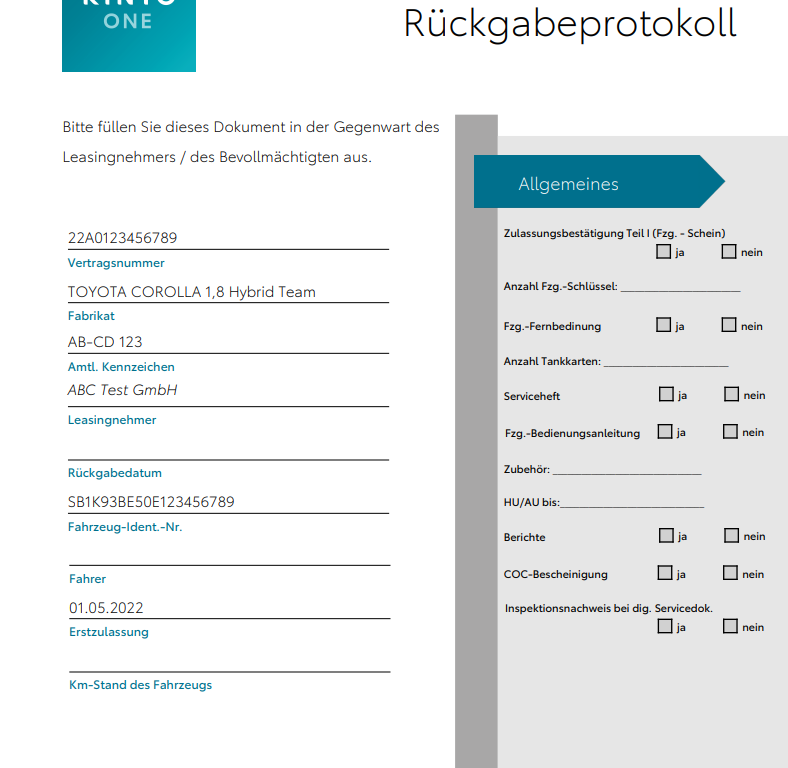 ONE
Rückgabeprotokoll
Bitte füllen Sie dieses Dokument in der Gegenwart des
Leasingnehmers / des Bevollmächtigten aus.
22A0123456789
Vertragsnummer
TOYOTA COROLLA 1,8 Hybrid Team
Fabrikat
AB-CD 123
Amtl. Kennzeichen
ABC Test GmbH
Leasingnehmer
Rückgabedatum
SB1K93BE50E123456789
Fahrzeug-Ident.-Nr.
Fahrer
01.05.2022
Erstzulassung
Km-Stand des Fahrzeugs
Allgemeines
Zulassungsbestätigung Teil I (Fzg. - Schein)
ja nein
Anzahl Fzg.-Schlüssel: ____________________
Fzg.-Fernbedinung ja nein
Anzahl Tankkarten: ____________________
Serviceheft ja nein
Fzg.-Bedienungsanleitung ja nein
Zubehör: ____________________
HU/AU bis:____________________
Berichte ja nein
COC-Bescheinigung ja nein
Inspektionsnachweis bei dig. Servicedok.
ja nein